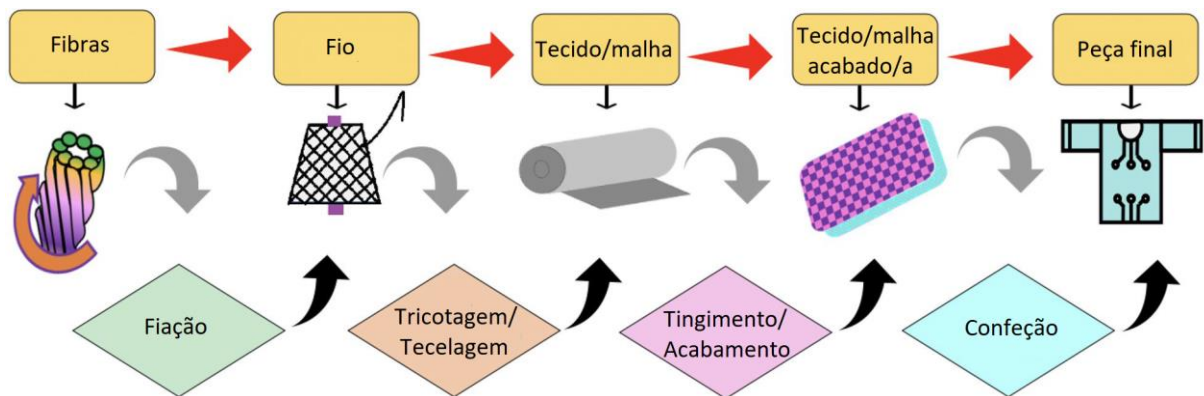 Fibras
Fio
Tecido/malha
Tecido/malha
acabado/a
Peça final
Fiação
Tricotagem/
Tecelagem
Tingimento/
Acabamento
Confeção